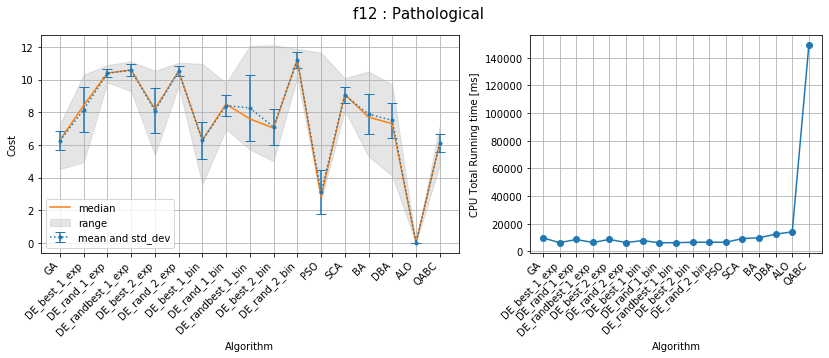 f12 : Pathological
Cost
12
10
8
6
4
2
0
median
range
mean and std_dev
GA
DE_best_1_exp
DE_rand_1_exp
DE_randbest_1_exp
DE_best_2_exp
DE_rand_2_exp
DE_best_1_bin
DE_rand_1_bin
DE_randbest_1_bin
DE_best_2_bin
DE_rand_2_bin
PSO
SCA
BA
DBA
ALO
QABC
Algorithm
CPU Total Running time [ms]
140000
120000
100000
80000
60000
40000
20000
0
GA
DE_best_1_exp
DE_rand_1_exp
DE_randbest_1_exp
DE_best_2_exp
DE_rand_2_exp
DE_best_1_bin
DE_rand_1_bin
DE_randbest_1_bin
DE_best_2_bin
DE_rand_2_bin
PSO
SCA
BA
DBA
ALO
QABC
Algorithm